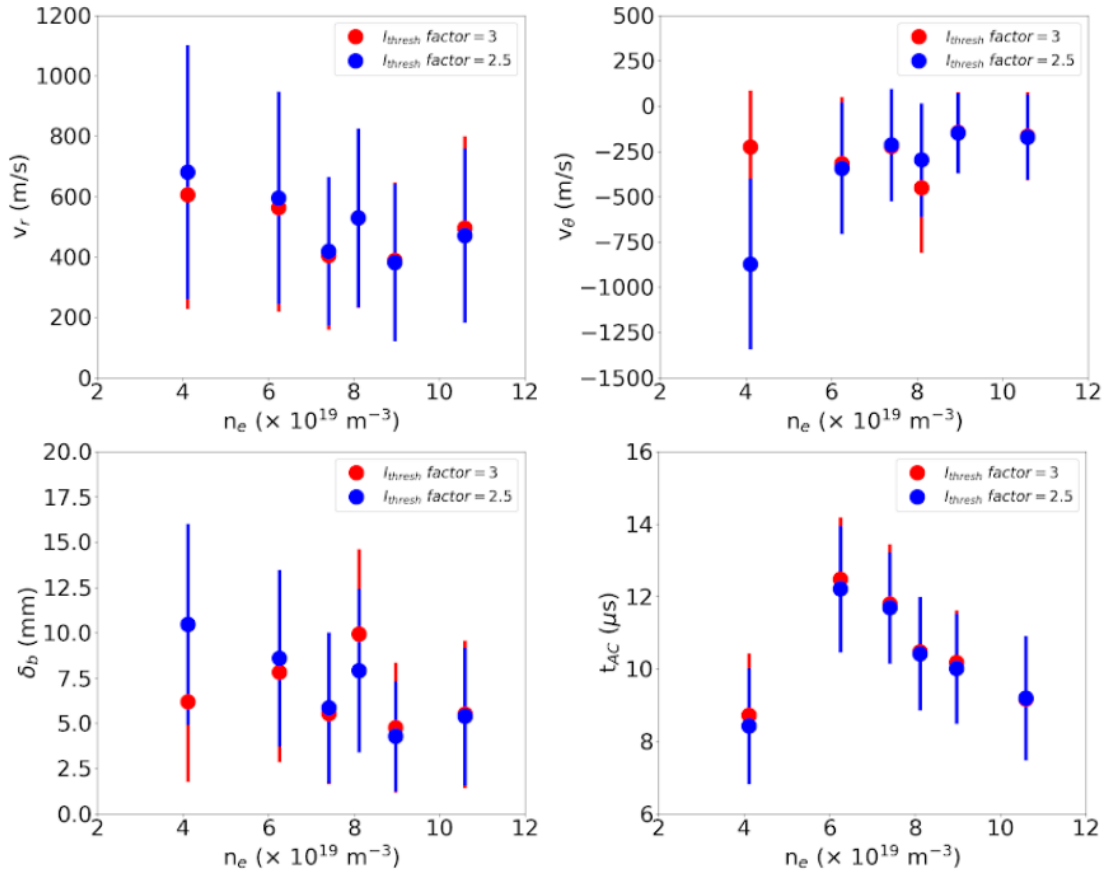 1200
1000
800
600
400
200
0
v_r (m/s)
I_thresh factor = 3
I_thresh factor = 2.5
2 4 6 8 10 12
n_e (× 10^19 m^−3)
500
250
0
−250
−500
−750
−1000
−1250
−1500
v_θ (m/s)
I_thresh factor = 3
I_thresh factor = 2.5
2 4 6 8 10 12
n_e (× 10^19 m^−3)
20.0
17.5
15.0
12.5
10.0
7.5
5.0
2.5
0.0
δ_b (mm)
I_thresh factor = 3
I_thresh factor = 2.5
2 4 6 8 10 12
n_e (× 10^19 m^−3)
16
14
12
10
8
6
t_AC (μs)
I_thresh factor = 3
I_thresh factor = 2.5
2 4 6 8 10 12
n_e (× 10^19 m^−3)